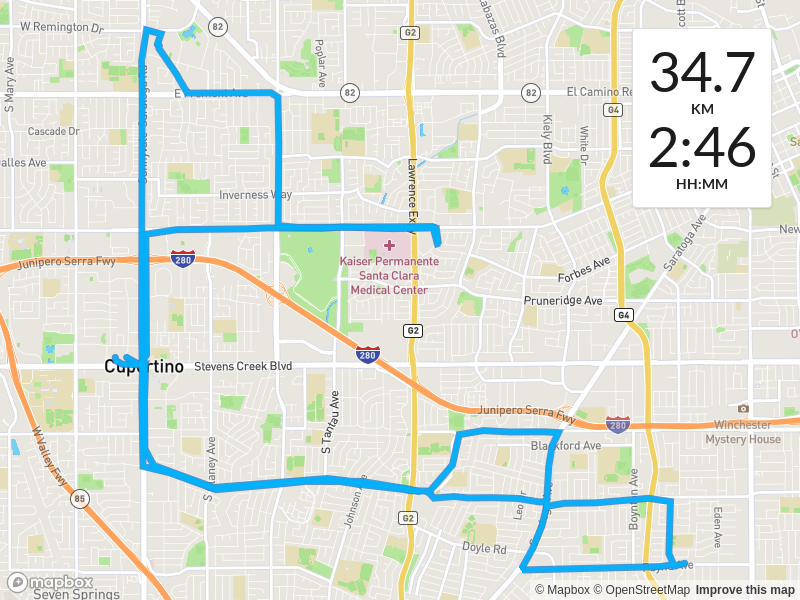 W Remington Dr
82
G2
Cabazas Blvd
34.7
KM
2:46
HH:MM
S Mary Ave
Poplar Ave
82
82
El Camino Re
G4
Cascade Dr
Kiely Blvd
White Dr
Inverness Way
Lawrence Ex
Saratoga Ave
New
Junipero Serra Fwy
280
Kaiser Permanente
Santa Clara
Medical Center
Forbes Ave
Pruneridge Ave
G4
G2
280
Cupertino
Stevens Creek Blvd
Junipero Serra Fwy
280
Winchester
Mystery House
W Valley Fwy
S Tantau Ave
Blackford Ave
85
Johnson Ave
Boynton Ave
Eden Ave
G2
Doyle Rd
mapbox
Seven Springs
© Mapbox © OpenStreetMap Improve this map